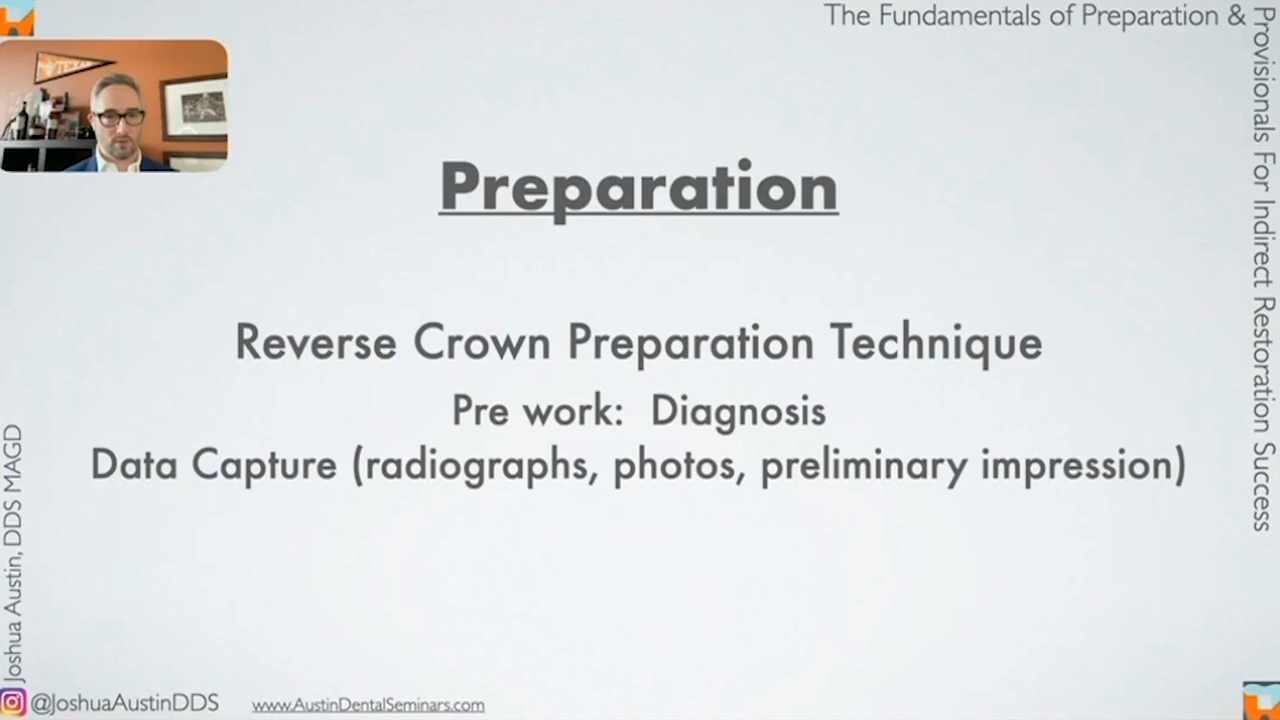 The Fundamentals of Preparation &
Provisionals For Indirect Restoration Success
TEXAS
Preparation
Reverse Crown Preparation Technique
Pre work: Diagnosis
Data Capture (radiographs, photos, preliminary impression)
Joshua Austin, DDS MAGD
@JoshuaAustinDDS
www.AustinDentalSeminars.com